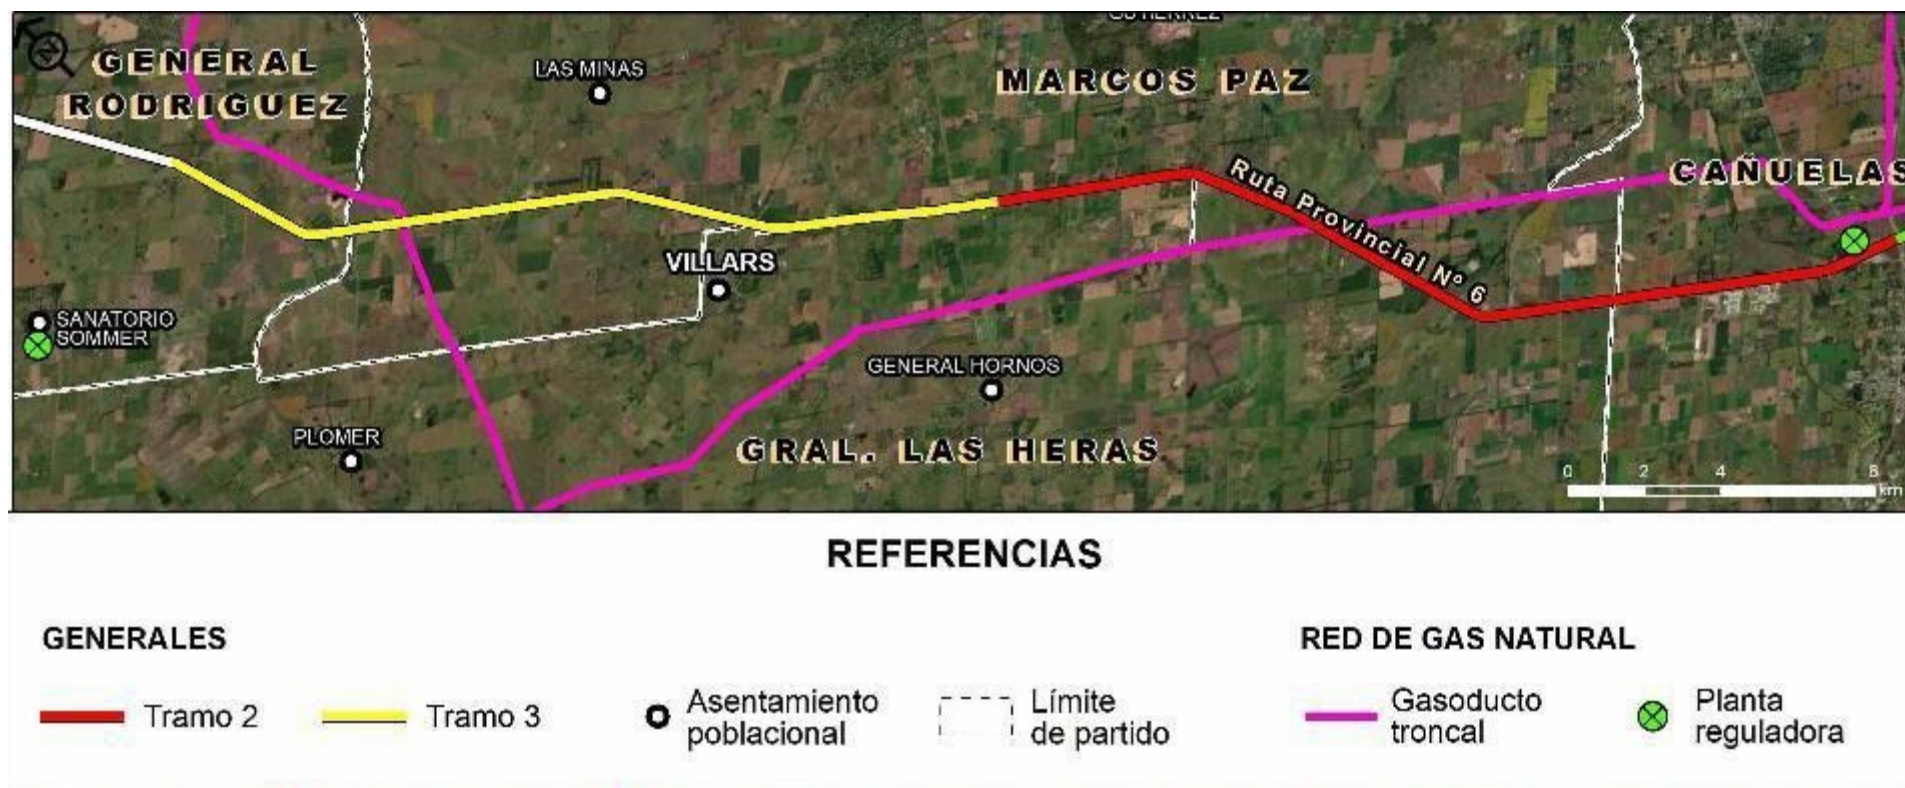 GUTIERREZ
GENERAL
RODRIGUEZ
LAS MINAS
MARCOS PAZ
CAÑUELAS
Ruta Provincial Nº 6
VILLARS
SANATORIO
SOMMER
GENERAL HORNOS
PLOMER
GRAL. LAS HERAS
0 2 4 8
km
REFERENCIAS
GENERALES
RED DE GAS NATURAL
Tramo 2
Tramo 3
Asentamiento
poblacional
Límite
de partido
Gasoducto
troncal
Planta
reguladora